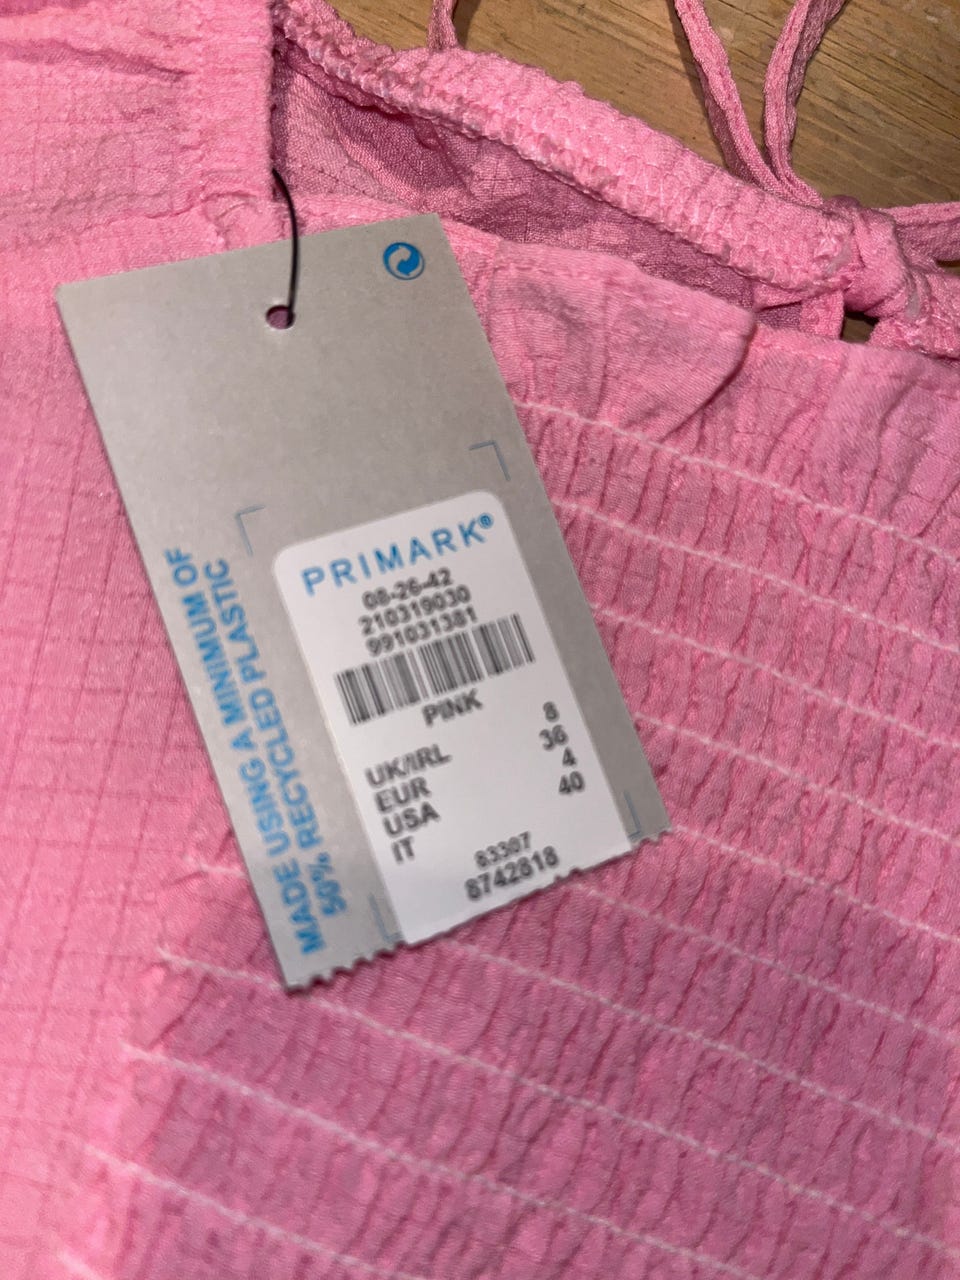 MADE USING A MINIMUM OF
50% RECYCLED PLASTIC
PRIMARK®
08-26-42
210319030
991031381
PINK
UK/IRL 8
EUR 36
USA 4
IT 40
83307
8742818